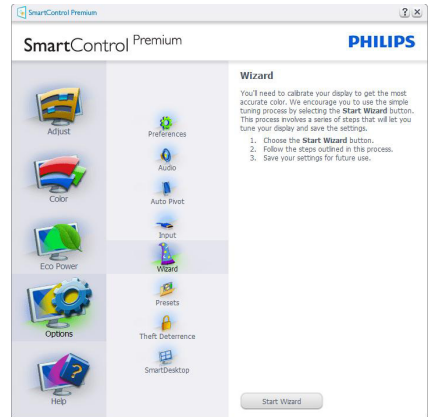 SmartControl Premium
SmartControl Premium
PHILIPS
Adjust
Color
Eco Power
Options
Help
Preferences
Audio
Auto Pivot
Input
Wizard
Presets
Theft Deterrence
SmartDesktop
Wizard
You'll need to calibrate your display to get the most
accurate color. We encourage you to use the simple
tuning process by selecting the Start Wizard button.
This process involves a series of steps that will let you
tune your display and save the settings.
1. Choose the Start Wizard button.
2. Follow the steps outlined in this process.
3. Save your settings for future use.
Start Wizard